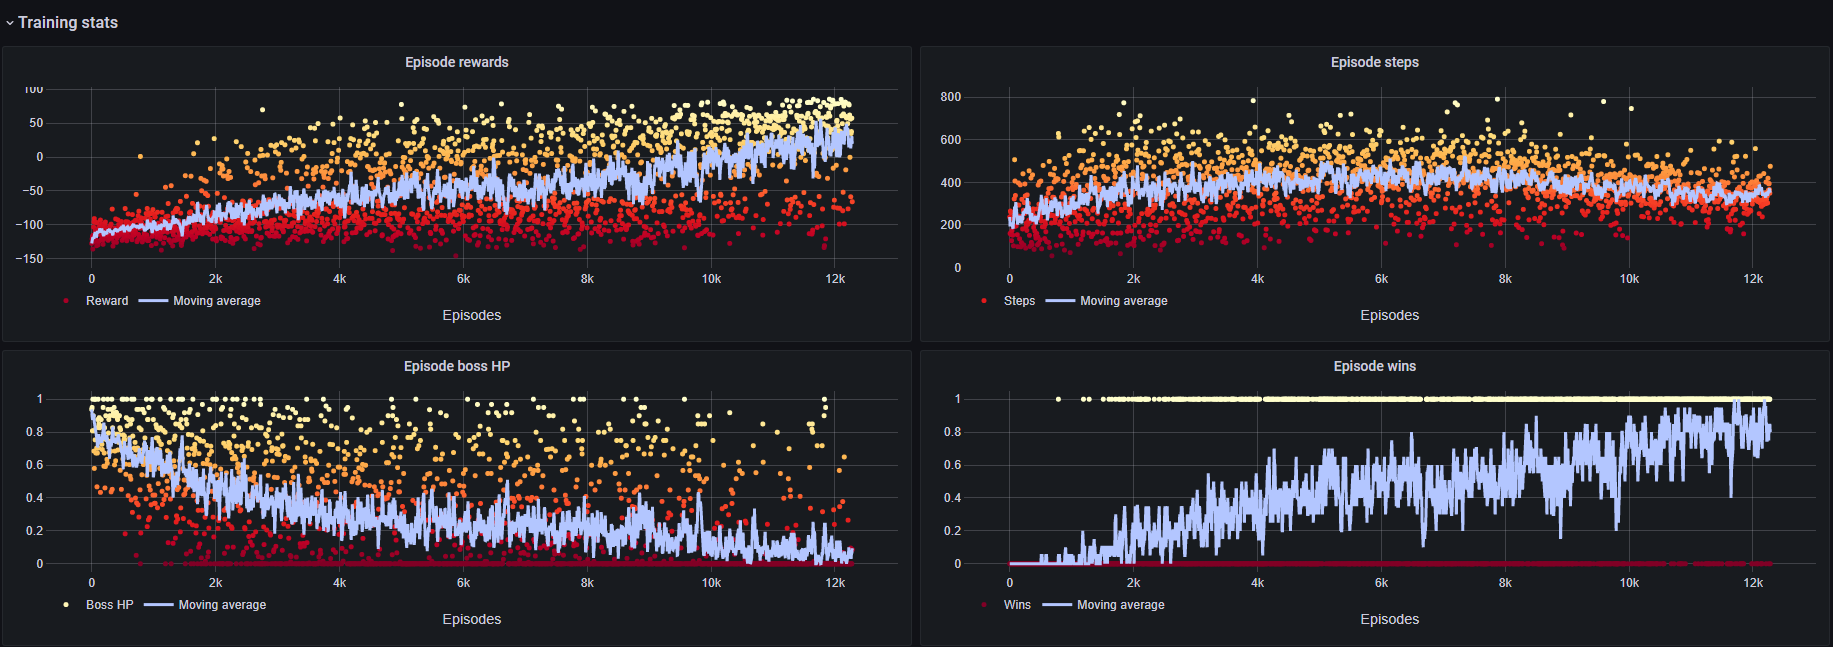 Training stats
Episode rewards
100
50
0
−50
−100
−150
0 2k 4k 6k 8k 10k 12k
Reward Moving average
Episodes
Episode steps
800
600
400
200
0
0 2k 4k 6k 8k 10k 12k
Steps Moving average
Episodes
Episode boss HP
1
0.8
0.6
0.4
0.2
0
0 2k 4k 6k 8k 10k 12k
Boss HP Moving average
Episodes
Episode wins
1
0.8
0.6
0.4
0.2
0
0 2k 4k 6k 8k 10k 12k
Wins Moving average
Episodes